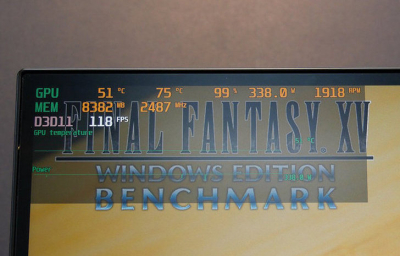 GPU 51 °C 75 °C 99 % 338.0 W 1918 RPM
MEM 8382 MB 2487 MHz
D3D11 118 FPS
GPU temperature
FINAL FANTASY XV
Power
WINDOWS EDITION
BENCHMARK